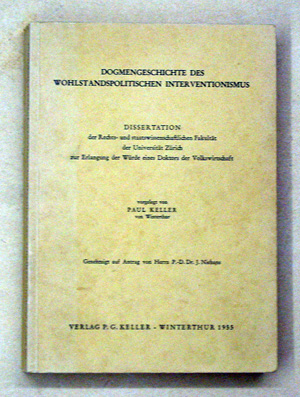 DOGMENGESCHICHTE DES
WOHLSTANDSPOLITISCHEN INTERVENTIONISMUS
DISSERTATION
der Rechts- und staatswissenschaftlichen Fakultät
der Universität Zürich
zur Erlangung der Würde eines Doktors der Volkswirtschaft
vorgelegt von
PAUL KELLER
von Winterthur
Genehmigt auf Antrag von Herrn P.-D. Dr. J. Niehans
VERLAG P. G. KELLER - WINTERTHUR 1955